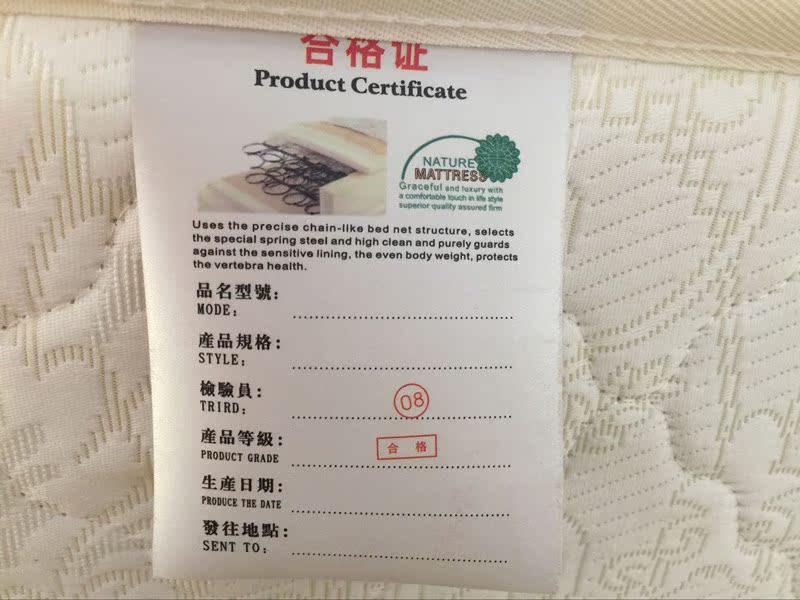 合格证
Product Certificate
NATURE
MATTRESS
Graceful and luxury with
a comfortable touch in life style
superior quality assured firm
Uses the precise chain-like bed net structure, selects
the special spring steel and high clean and purely guards
against the sensitive lining, the even body weight, protects
the vertebra health.
品名型號:
MODE:
產品規格:
STYLE:
檢驗員:
TRIRD:
08
產品等級:
PRODUCT GRADE
合格
生產日期:
PRODUCE THE DATE
發往地點:
SENT TO: